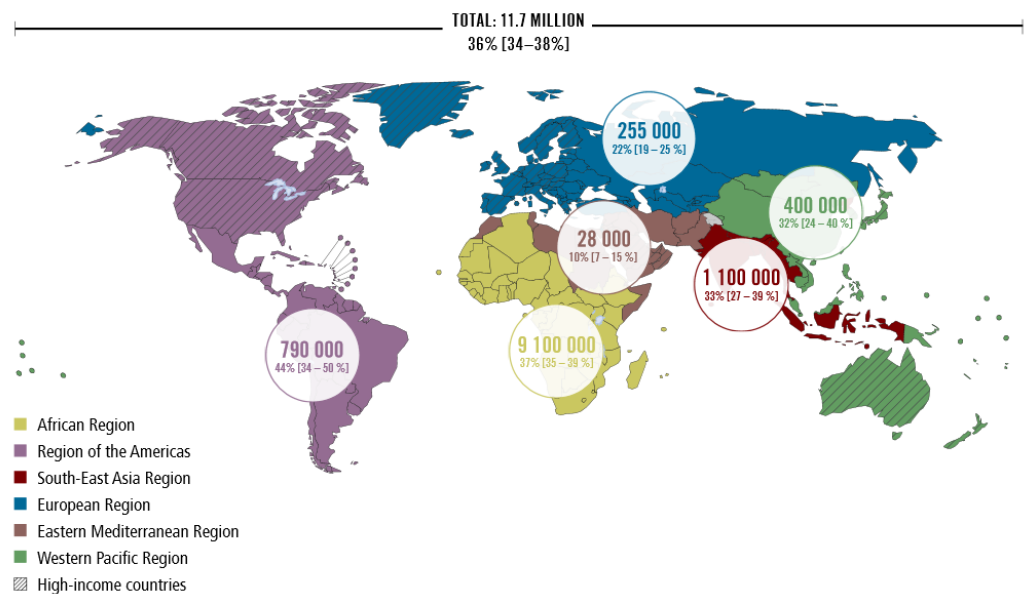 TOTAL: 11.7 MILLION
36% [34–38%]
255 000
22% [19 – 25 %]
400 000
32% [24 – 40 %]
28 000
10% [7 – 15 %]
1 100 000
33% [27 – 39 %]
790 000
44% [34 – 50 %]
9 100 000
37% [35 – 39 %]
African Region
Region of the Americas
South-East Asia Region
European Region
Eastern Mediterranean Region
Western Pacific Region
High-income countries